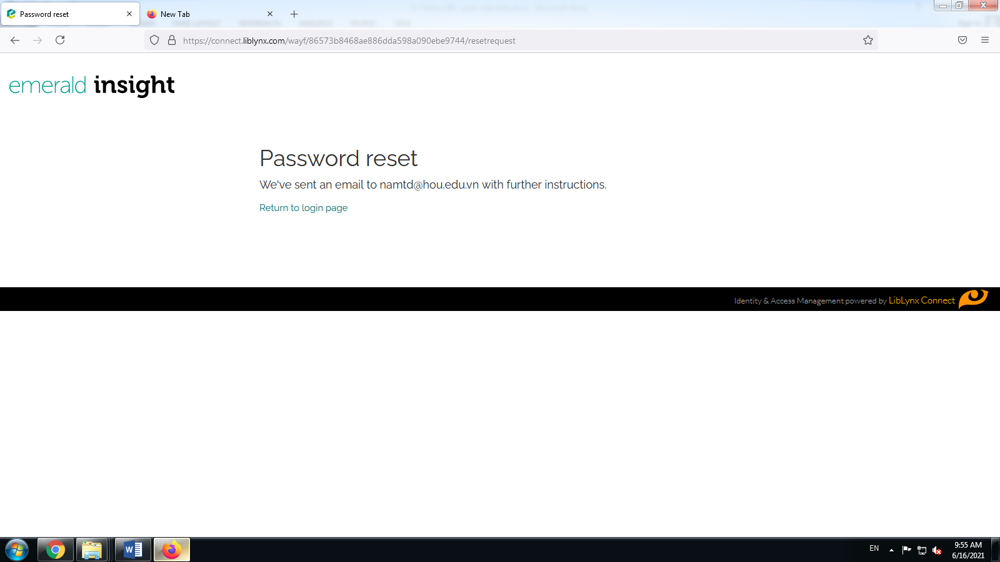 Password reset
New Tab
https://connect.liblynx.com/wayf/86573b8468ae886dda598a090ebe9744/resetrequest
emerald insight
Password reset
We've sent an email to namtd@hou.edu.vn with further instructions.
Return to login page
Identity & Access Management powered by LibLynx Connect
EN
9:55 AM
6/16/2021